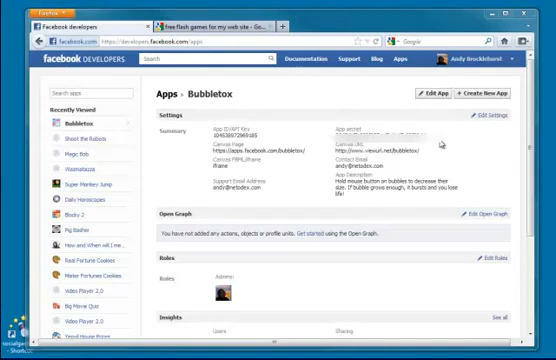 Firefox
Facebook developers
free flash games for my web site - Go...
facebook.com
https://developers.facebook.com/apps
Google
facebook DEVELOPERS
Search
Documentation
Support
Blog
Apps
Andy Brocklehurst
Search apps
Apps › Bubbletox
Edit App
Create New App
Recently Viewed
Bubbletox
Shoot the Robots
Magic Bob
Super Monkey Jump
Daily Horoscopes
Blocky 2
Pig Basher
How and When will I me...
Real Fortune Cookies
Mister Fortunes Cookies
Video Player 2.0
Big Movie Quiz
Video Player 2.0
Settings
Edit Settings
Summary
App ID/API Key
App secret
Canvas Page
https://apps.facebook.com/bubbletox/
Canvas URL
Canvas FBML/iframe
iframe
Contact Email
andy@netodex.com
Support Email Address
andy@netodex.com
App Description
Hold mouse button on bubbles to decrease their
size. If bubble grows enough, it bursts and you lose
life!
Open Graph
Edit Open Graph
You have not added any actions, objects or profile units. Get started using the Open Graph.
Roles
Edit Roles
Roles
Admins:
Insights
See all
Users
Sharing